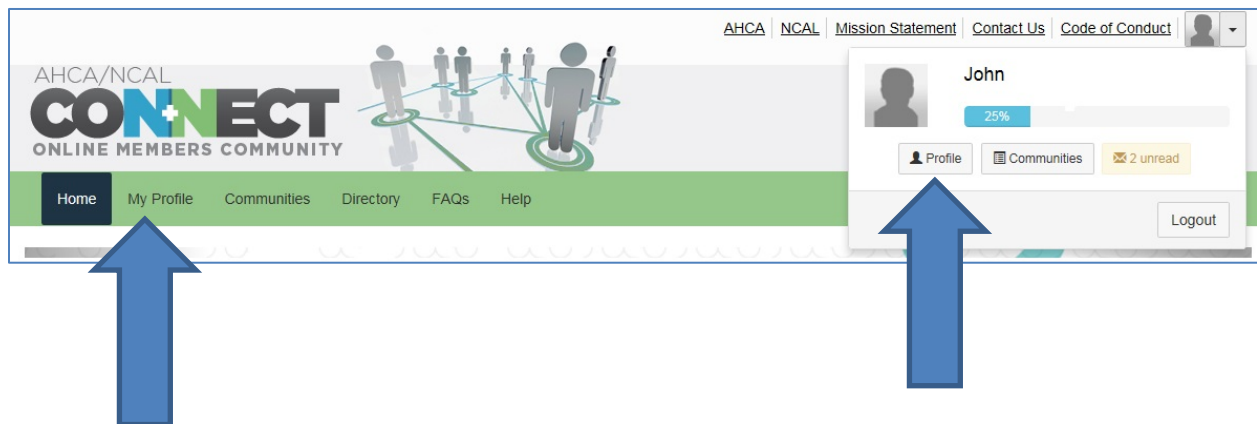 AHCA NCAL Mission Statement Contact Us Code of Conduct
AHCA/NCAL
CONNECT
ONLINE MEMBERS COMMUNITY
John
25%
Profile Communities 2 unread
Home My Profile Communities Directory FAQs Help
Logout